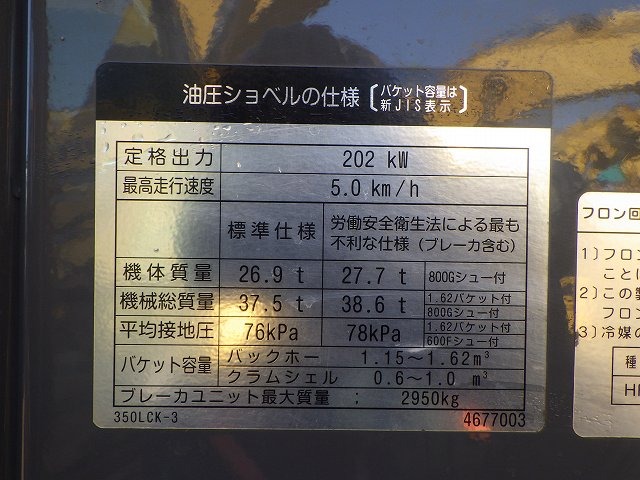 油圧ショベルの仕様〔バケット容量は
新JIS表示〕
定格出力 202 kW
最高走行速度 5.0 km/h
標準仕様 労働安全衛生法による最も
不利な仕様(ブレーカ含む)
機体質量 26.9 t 27.7 t 800Gシュー付
機械総質量 37.5 t 38.6 t 1.62バケット付
800Gシュー付
平均接地圧 76kPa 78kPa 1.62バケット付
600Fシュー付
バケット容量 バックホー 1.15~1.62m³
クラムシェル 0.6~1.0 m³
ブレーカユニット最大質量 ; 2950kg
350LCK-3 4677003
フロン回
1)フロン
ことに
2)この製
フロン
3)冷媒の
種